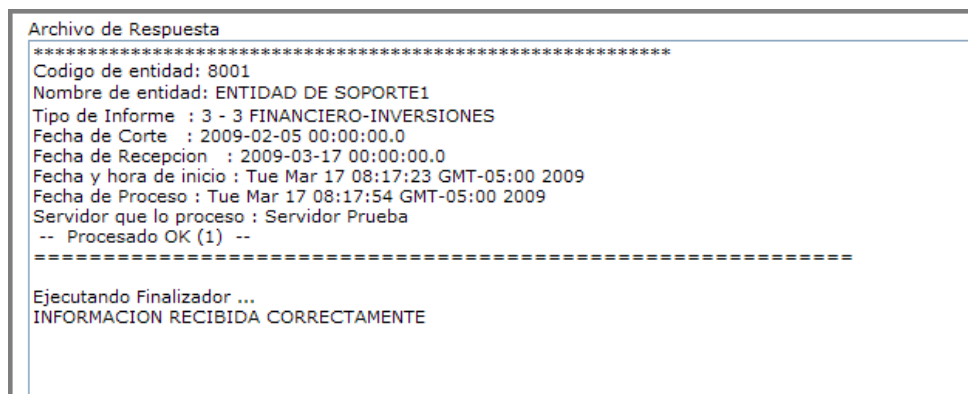 Archivo de Respuesta
***********************************************************
Codigo de entidad: 8001
Nombre de entidad: ENTIDAD DE SOPORTE1
Tipo de Informe  : 3 - 3 FINANCIERO-INVERSIONES
Fecha de Corte   : 2009-02-05 00:00:00.0
Fecha de Recepcion   : 2009-03-17 00:00:00.0
Fecha y hora de inicio : Tue Mar 17 08:17:23 GMT-05:00 2009
Fecha de Proceso : Tue Mar 17 08:17:54 GMT-05:00 2009
Servidor que lo proceso : Servidor Prueba
--  Procesado OK (1)  --
===========================================================
Ejecutando Finalizador ...
INFORMACION RECIBIDA CORRECTAMENTE